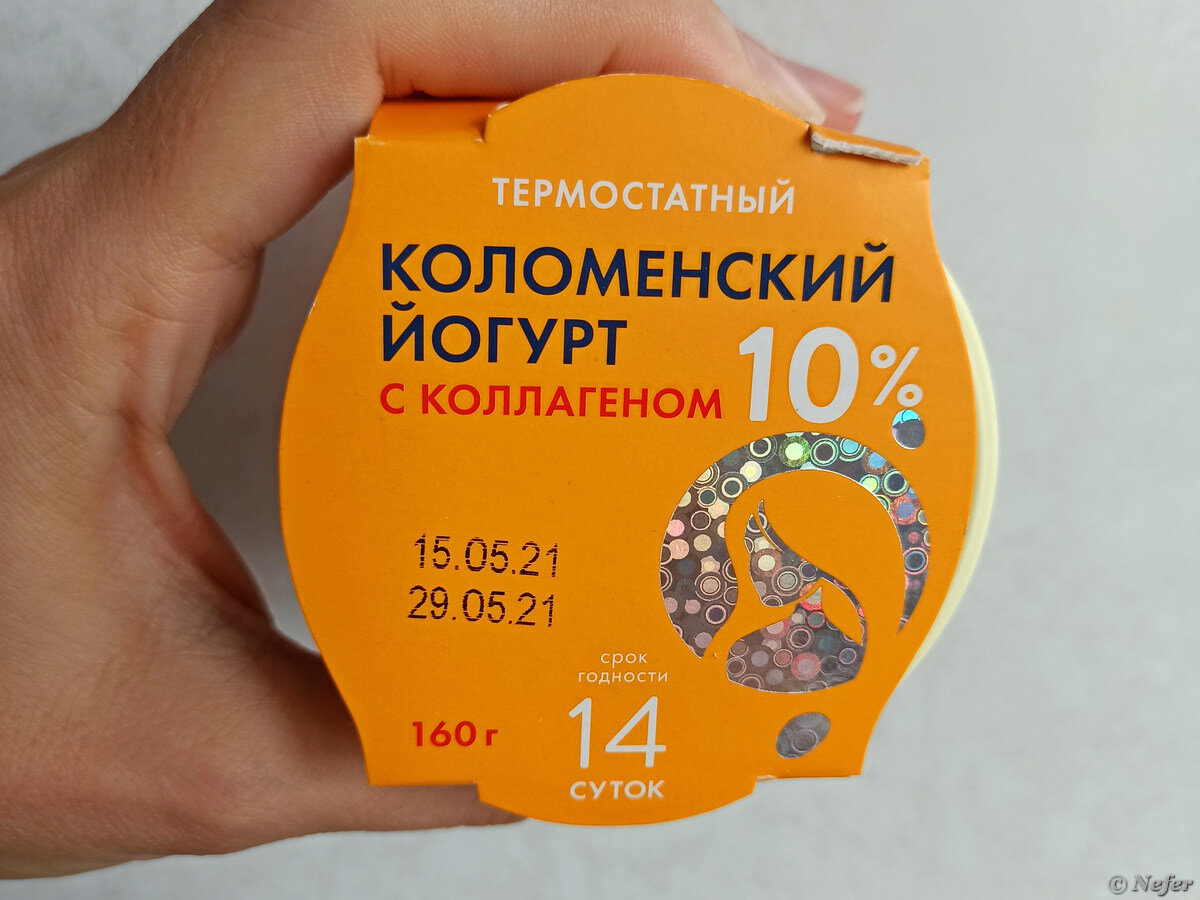 ТЕРМОСТАТНЫЙ
КОЛОМЕНСКИЙ
ЙОГУРТ
С КОЛЛАГЕНОМ 10%
15.05.21
29.05.21
срок
годности
14
суток
160 г
© Nefer